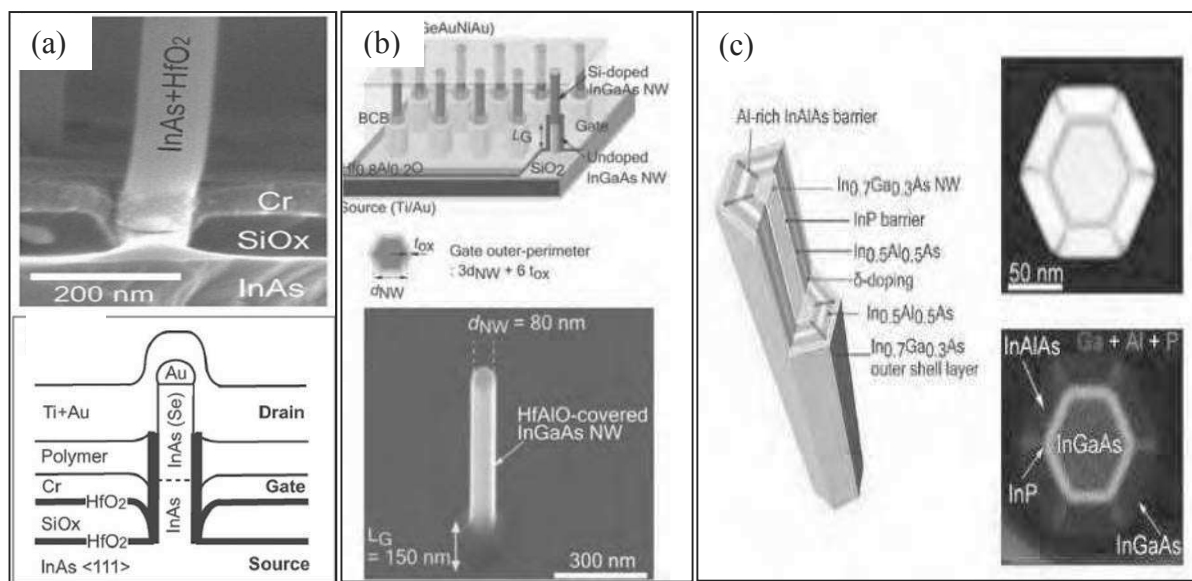 (a)
InAs+HfO2
Cr
SiOx
200 nm
InAs
Au
Ti+Au
InAs (Se)
Drain
Polymer
Cr
HfO2
Gate
SiOx
InAs
HfO2
InAs <111>
Source
(b)
GeAuNiAu)
Si-doped
InGaAs NW
BCB
LG
Gate
Hf0.8Al0.2O
SiO2
Undoped
InGaAs NW
Source (Ti/Au)
tox
Gate outer-perimeter
: 3dNW + 6 tox
dNW
dNW = 80 nm
HfAlO-covered
InGaAs NW
LG
= 150 nm
300 nm
(c)
Al-rich InAlAs barrier
In0.7Ga0.3As NW
InP barrier
In0.5Al0.5As
δ-doping
In0.5Al0.5As
In0.7Ga0.3As
outer shell layer
50 nm
InAlAs
Ga + Al + P
InGaAs
InP
InGaAs